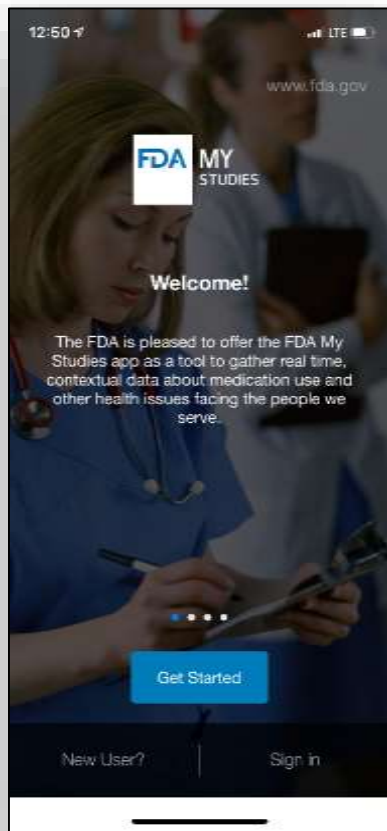 12:50
LTE
www.fda.gov
FDA MY
STUDIES
Welcome!
The FDA is pleased to offer the FDA My
Studies app as a tool to gather real time,
contextual data about medication use and
other health issues facing the people we
serve.
Get Started
New User?
Sign in